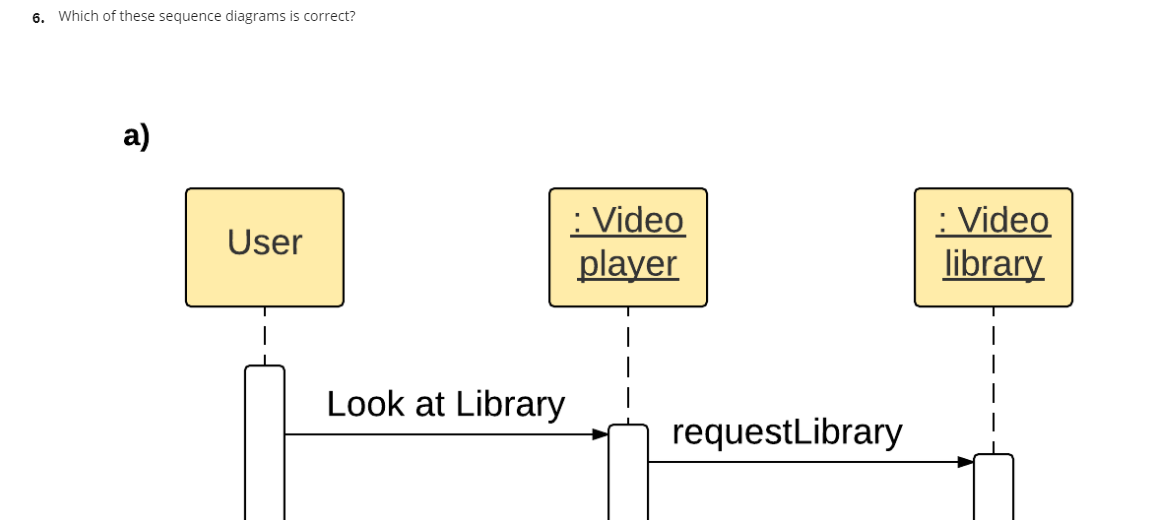 6. Which of these sequence diagrams is correct?
a)
User
: Video
player
: Video
library
Look at Library
requestLibrary